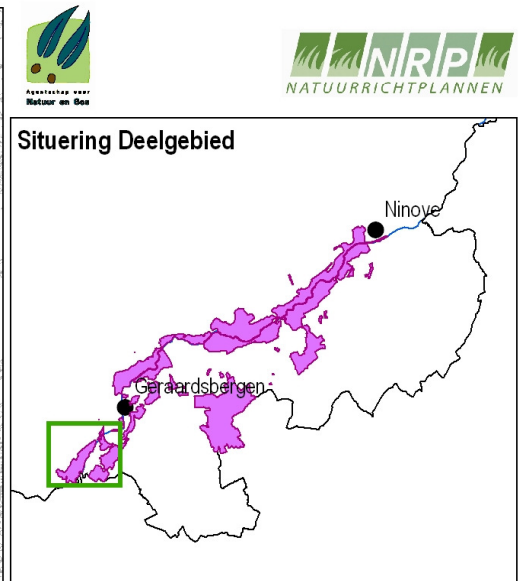 Agentschap voor
Natuur en Bos
NRP
NATUURRICHTPLANNEN
Situering Deelgebied
Ninove
Geraardsbergen